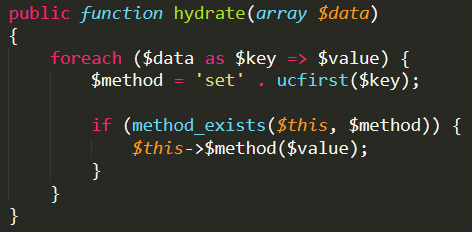 public function hydrate(array $data)
{
    foreach ($data as $key => $value) {
        $method = 'set' . ucfirst($key);

        if (method_exists($this, $method)) {
            $this->$method($value);
        }
    }
}